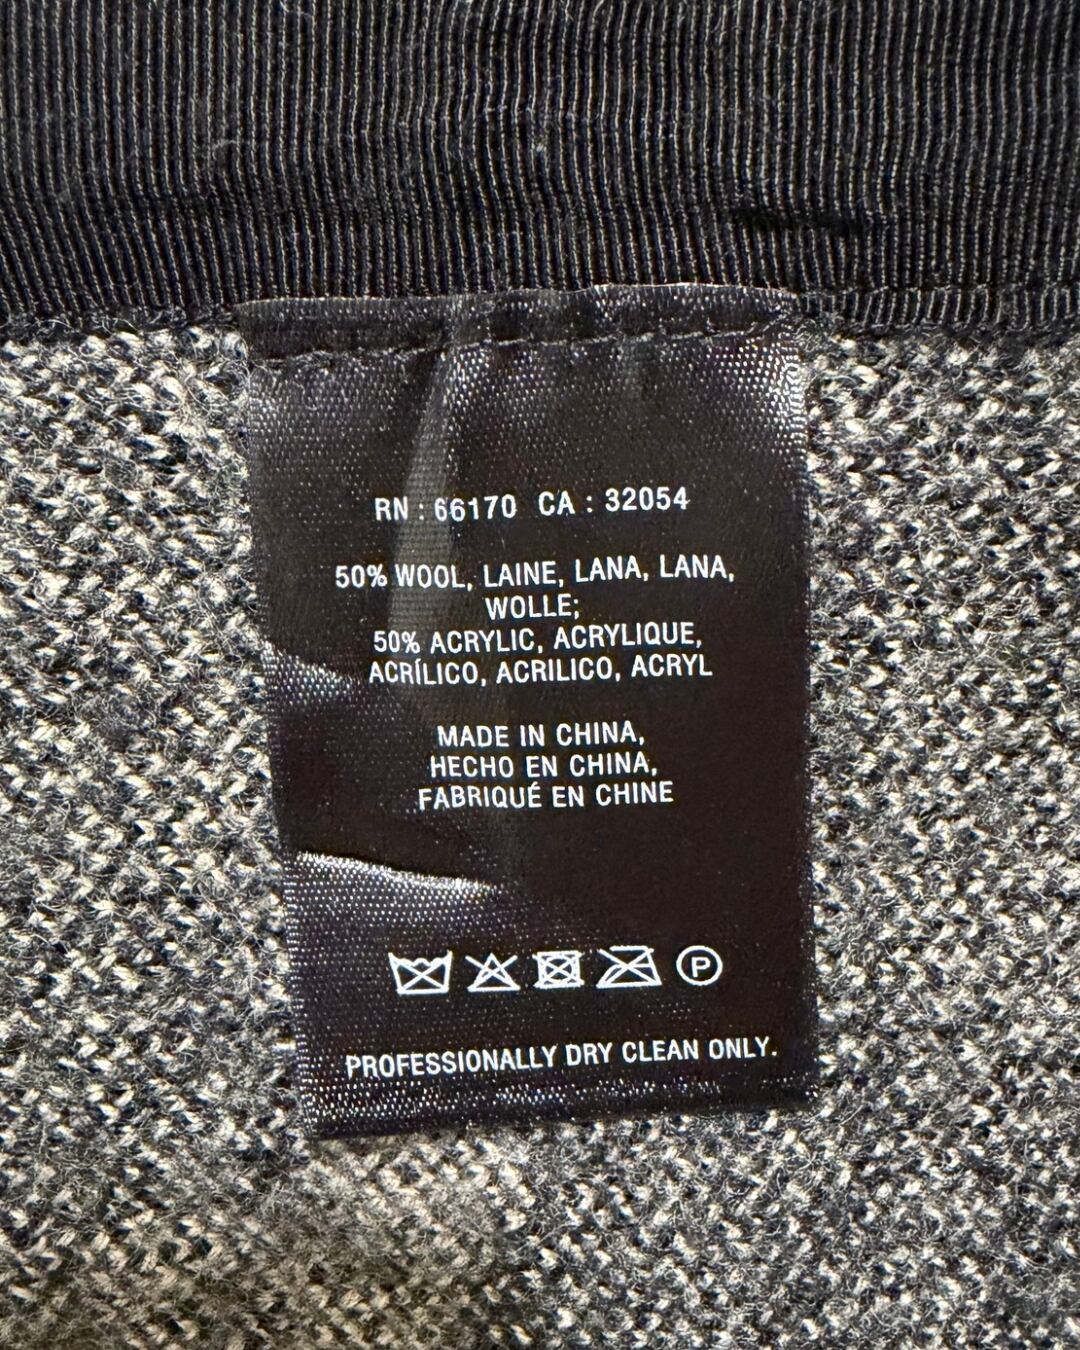 RN : 66170 CA : 32054
50% WOOL, LAINE, LANA, LANA,
WOLLE;
50% ACRYLIC, ACRYLIQUE,
ACRÍLICO, ACRILICO, ACRYL
MADE IN CHINA,
HECHO EN CHINA,
FABRIQUÉ EN CHINE
P
PROFESSIONALLY DRY CLEAN ONLY.